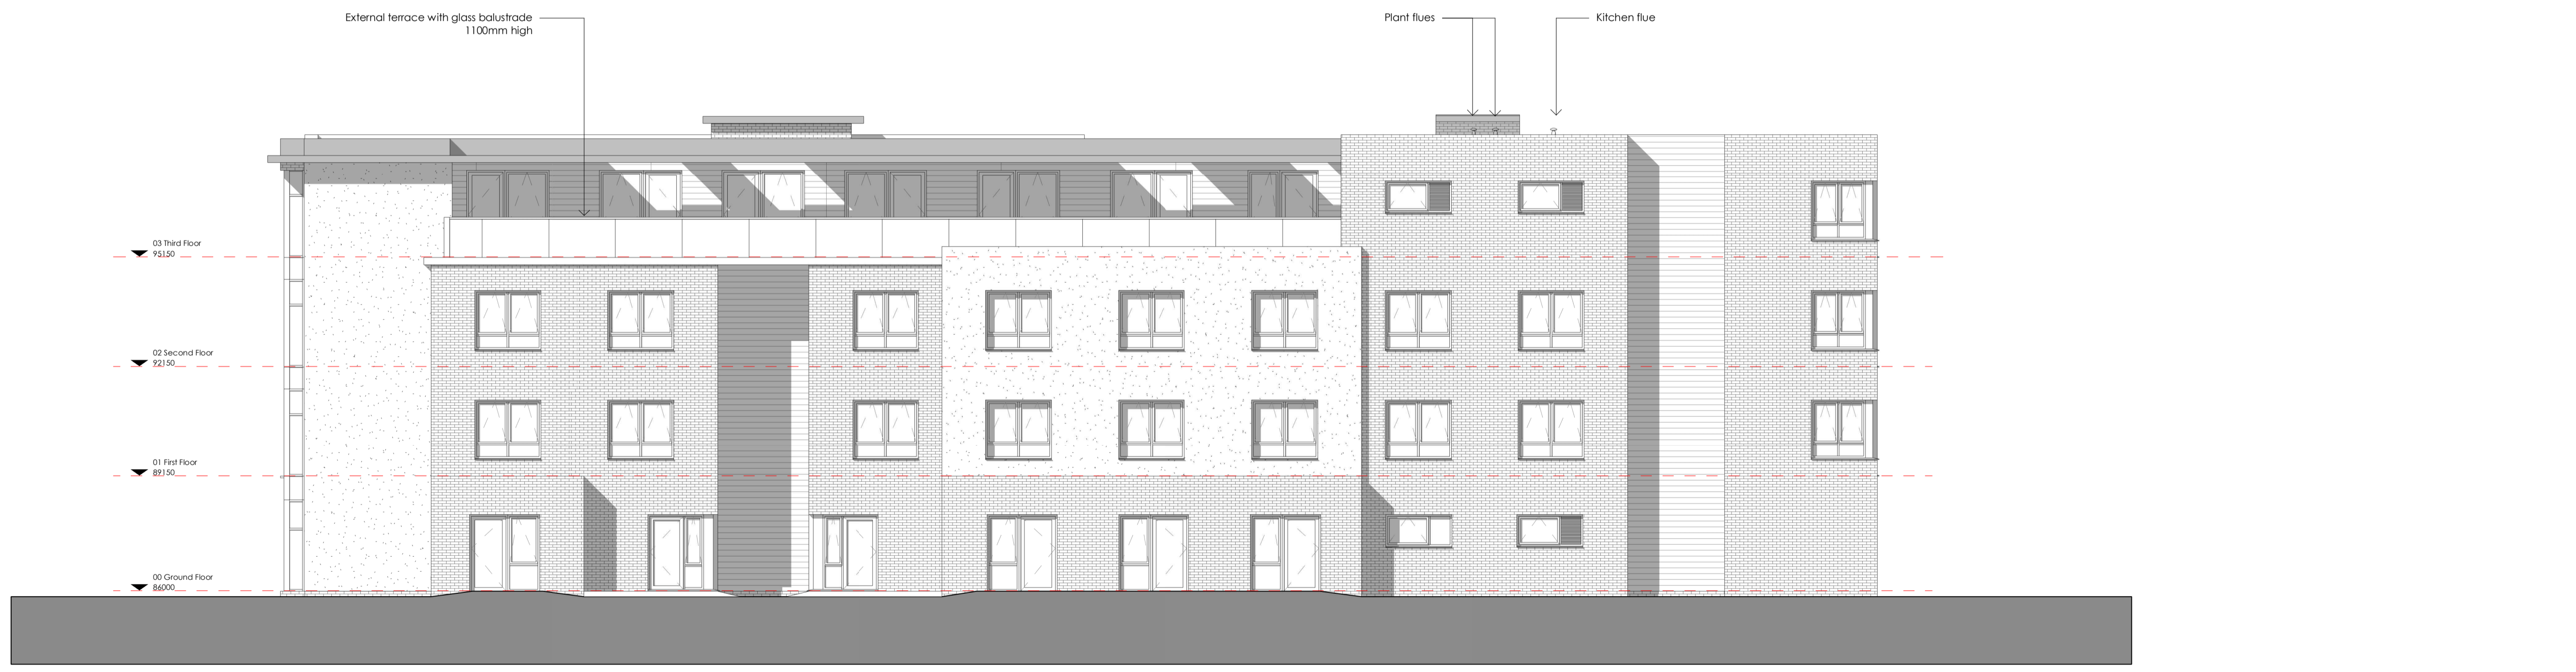 External terrace with glass balustrade
1100mm high
Plant flues
Kitchen flue
03 Third Floor
95150
02 Second Floor
92150
01 First Floor
89150
00 Ground Floor
86000